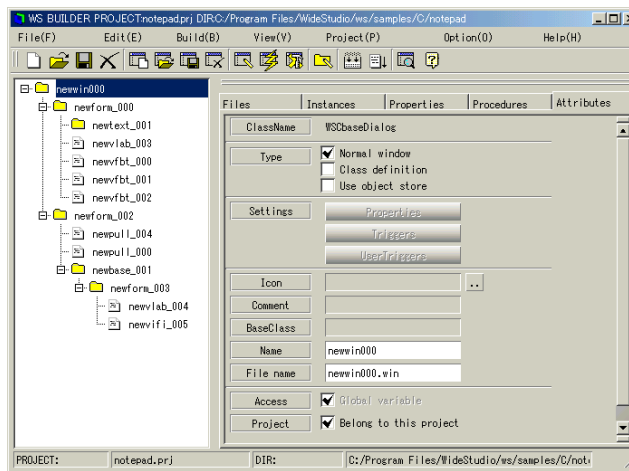 WS BUILDER PROJECT:notepad.prj DIRC:/Program Files/WideStudio/ws/samples/C/notepad
File(F) Edit(E) Build(B) View(V) Project(P) Option(O) Help(H)
newwin000
newform_000
newtext_001
newvlab_003
newvfbt_000
newvfbt_001
newvfbt_002
newform_002
newpull_004
newpull_000
newbase_001
newform_003
newvlab_004
newvifi_005
Files Instances Properties Procedures Attributes
ClassName WSCbaseDialog
Type Normal window
Class definition
Use object store
Settings Properties
Triggers
UserTriggers
Icon ..
Comment
BaseClass
Name newwin000
File name newwin000.win
Access Global variable
Project Belong to this project
PROJECT: notepad.prj DIR: C:/Program Files/WideStudio/ws/samples/C/not